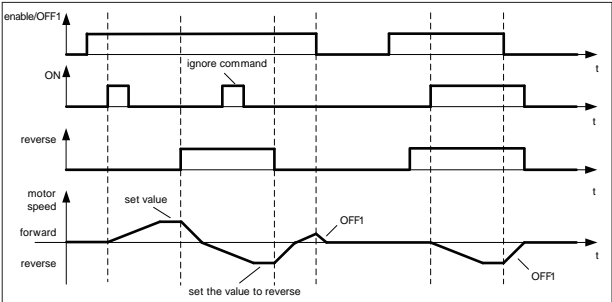 enable/OFF1
t
ON
ignore command
t
reverse
t
motor
speed
set value
forward
OFF1
t
reverse
OFF1
set the value to reverse